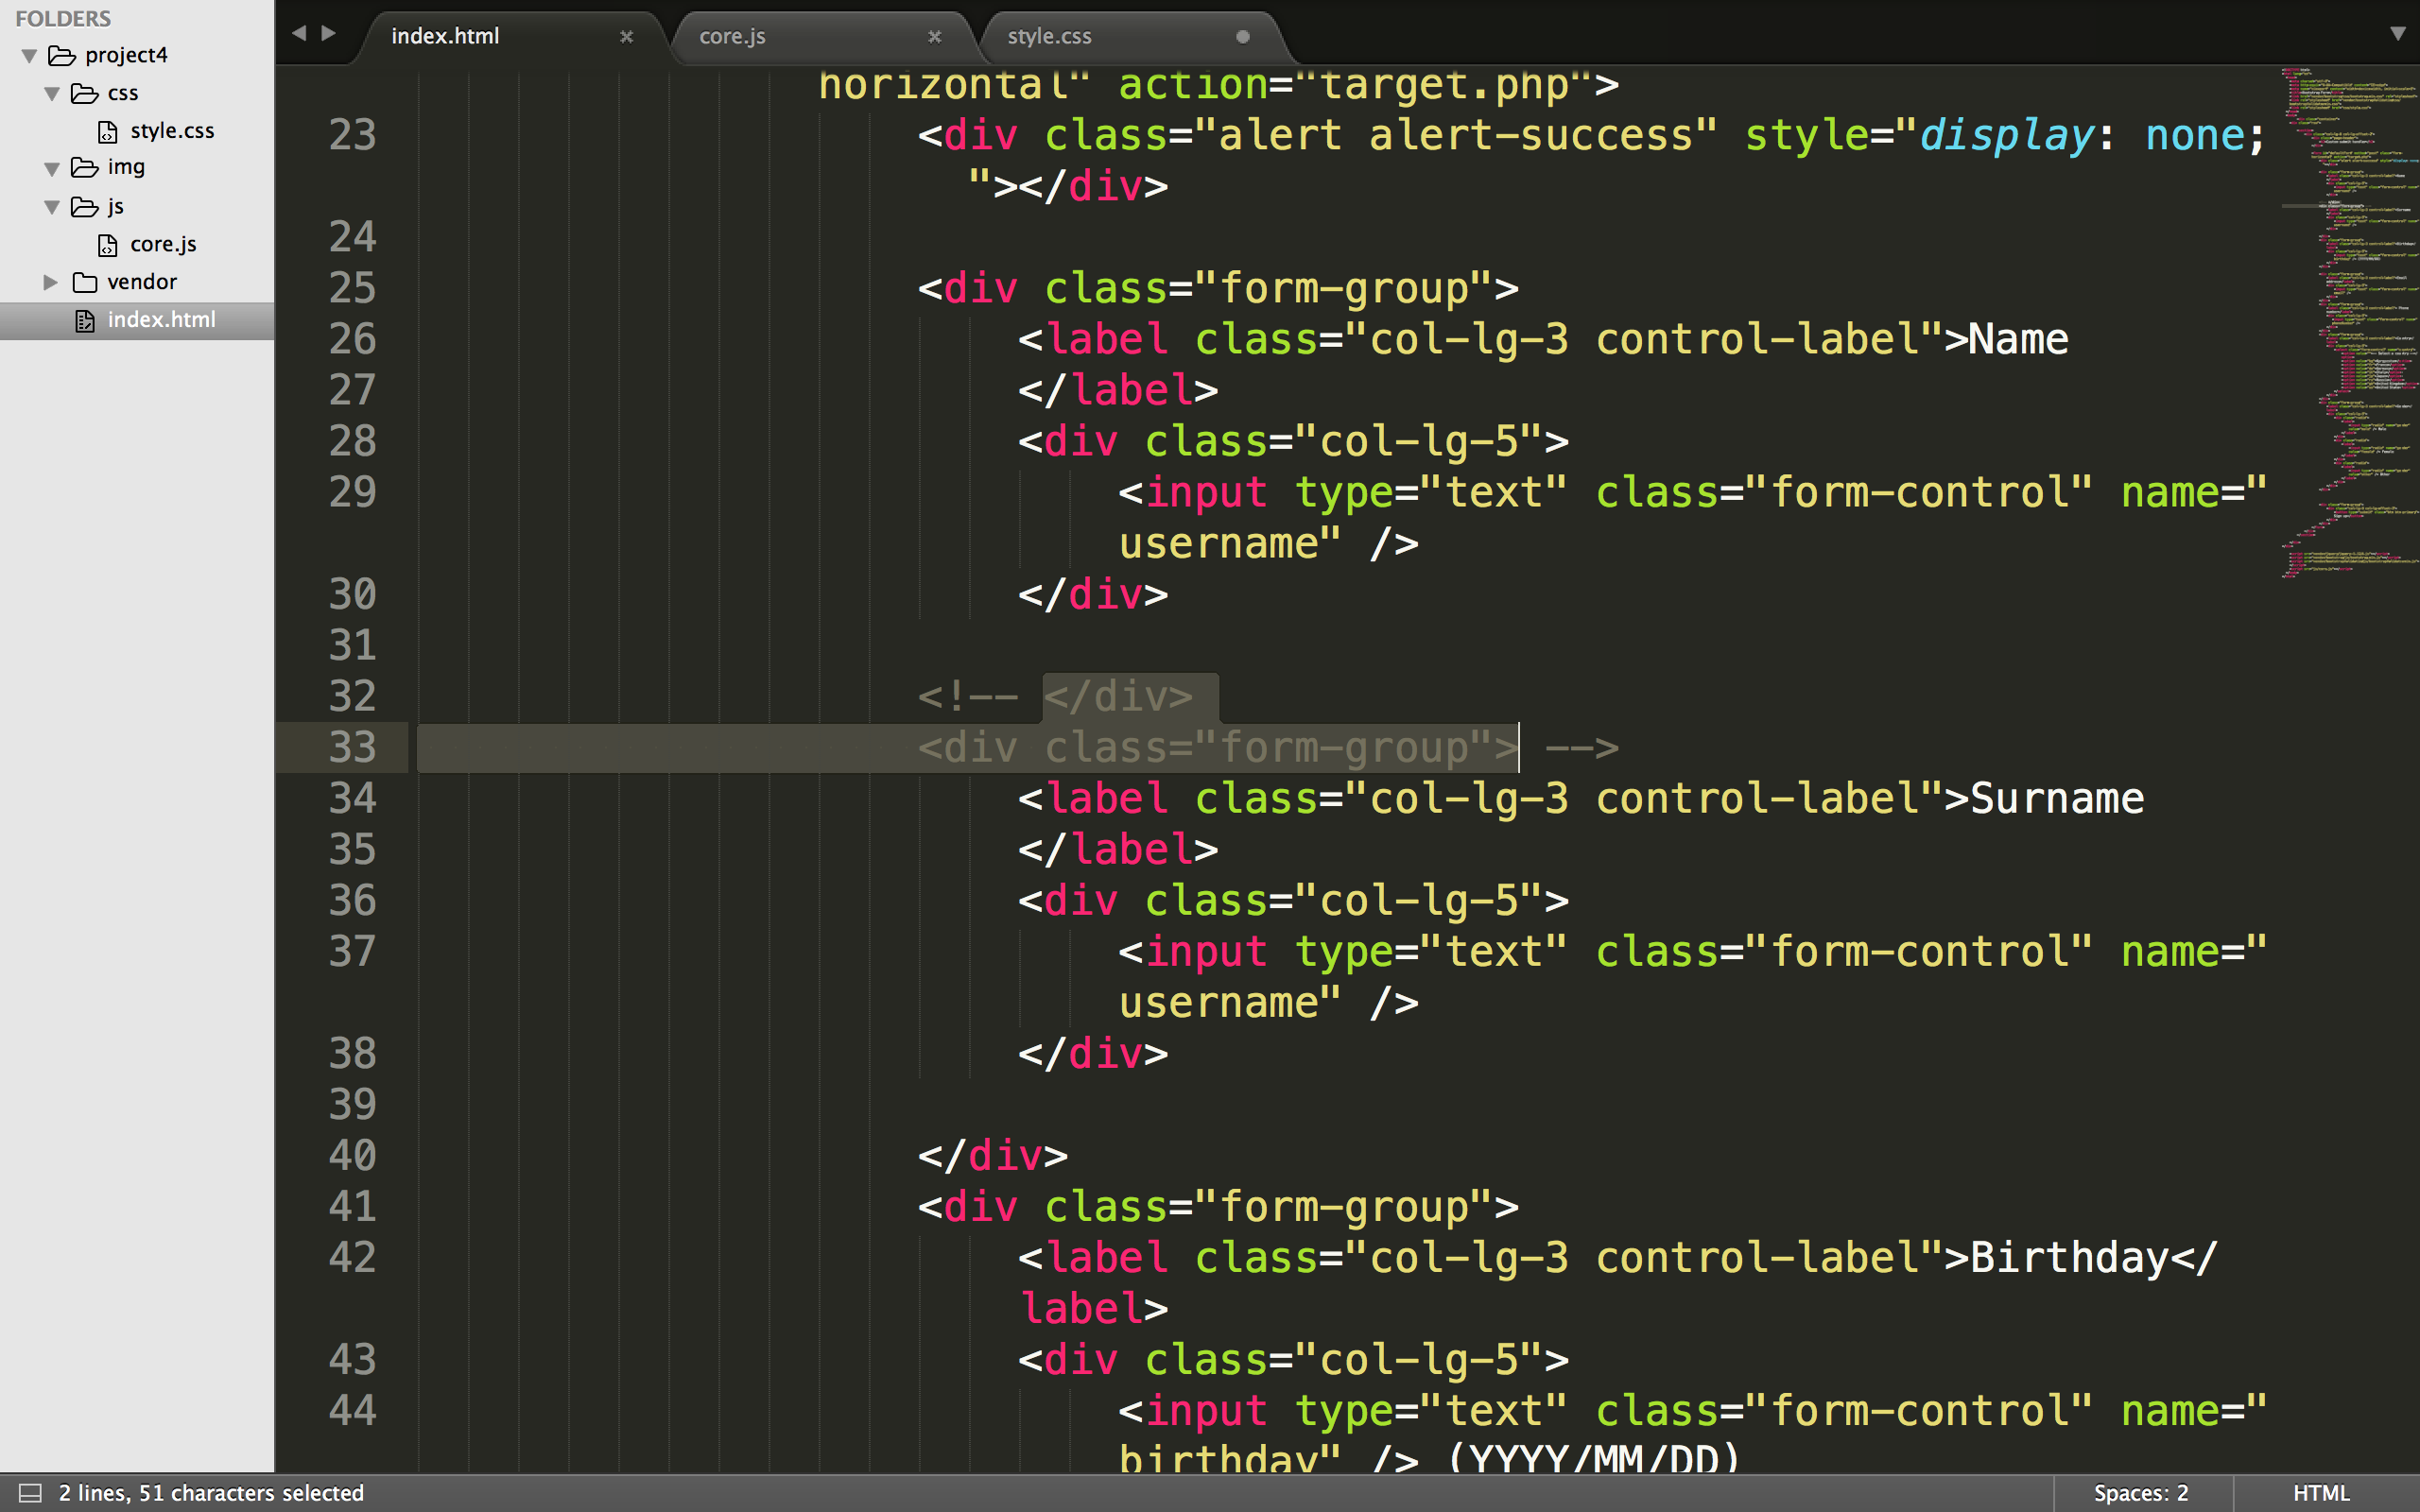 FOLDERS
project4
css
style.css
img
js
core.js
vendor
index.html
index.html
core.js
style.css
horizontal" action="target.php">
23 <div class="alert alert-success" style="display: none;
"></div>
24
25 <div class="form-group">
26 <label class="col-lg-3 control-label">Name
27 </label>
28 <div class="col-lg-5">
29 <input type="text" class="form-control" name="
username" />
30 </div>
31
32 <!-- </div>
33 <div class="form-group"> -->
34 <label class="col-lg-3 control-label">Surname
35 </label>
36 <div class="col-lg-5">
37 <input type="text" class="form-control" name="
username" />
38 </div>
39
40 </div>
41 <div class="form-group">
42 <label class="col-lg-3 control-label">Birthday</
label>
43 <div class="col-lg-5">
44 <input type="text" class="form-control" name="
birthday" /> (YYYY/MM/DD)
2 lines, 51 characters selected
Spaces: 2
HTML